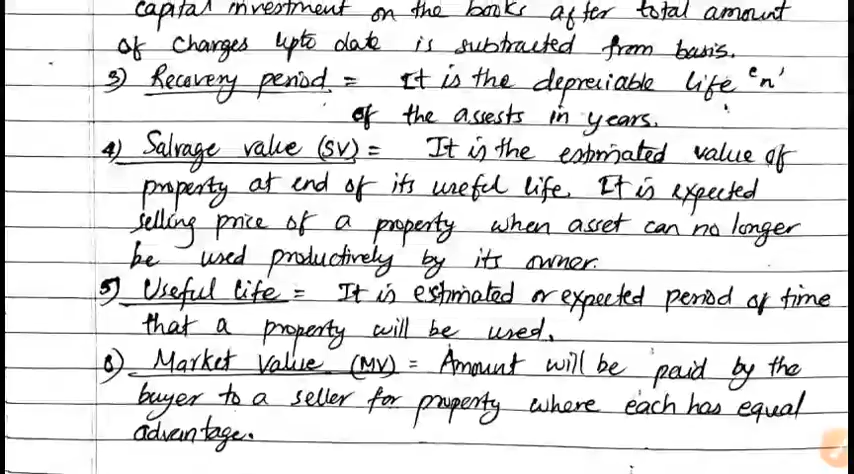 capital investment on the books after total amount
of charges upto date is subtracted from basis.
3) Recovery period = It is the depreciable life "n'
of the assests in years.
4) Salvage value (SV) = It is the estimated value of
property at end of its useful life. It is expected
selling price of a property when asset can no longer
be used productively by its owner.
5) Useful life = It is estimated or expected period of time
that a property will be used.
6) Market value (MV) = Amount will be paid by the
buyer to a seller for property where each has equal
advantage.